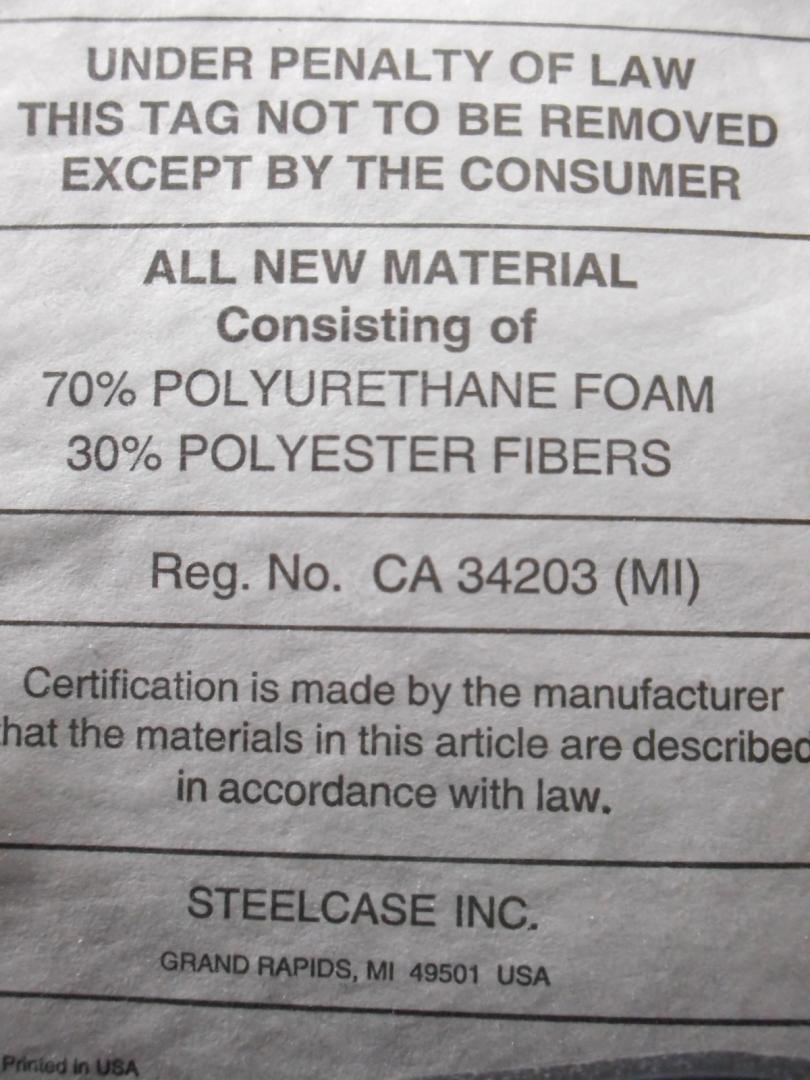 UNDER PENALTY OF LAW
THIS TAG NOT TO BE REMOVED
EXCEPT BY THE CONSUMER
ALL NEW MATERIAL
Consisting of
70% POLYURETHANE FOAM
30% POLYESTER FIBERS
Reg. No. CA 34203 (MI)
Certification is made by the manufacturer
hat the materials in this article are described
in accordance with law.
STEELCASE INC.
GRAND RAPIDS, MI 49501 USA
Printed in USA